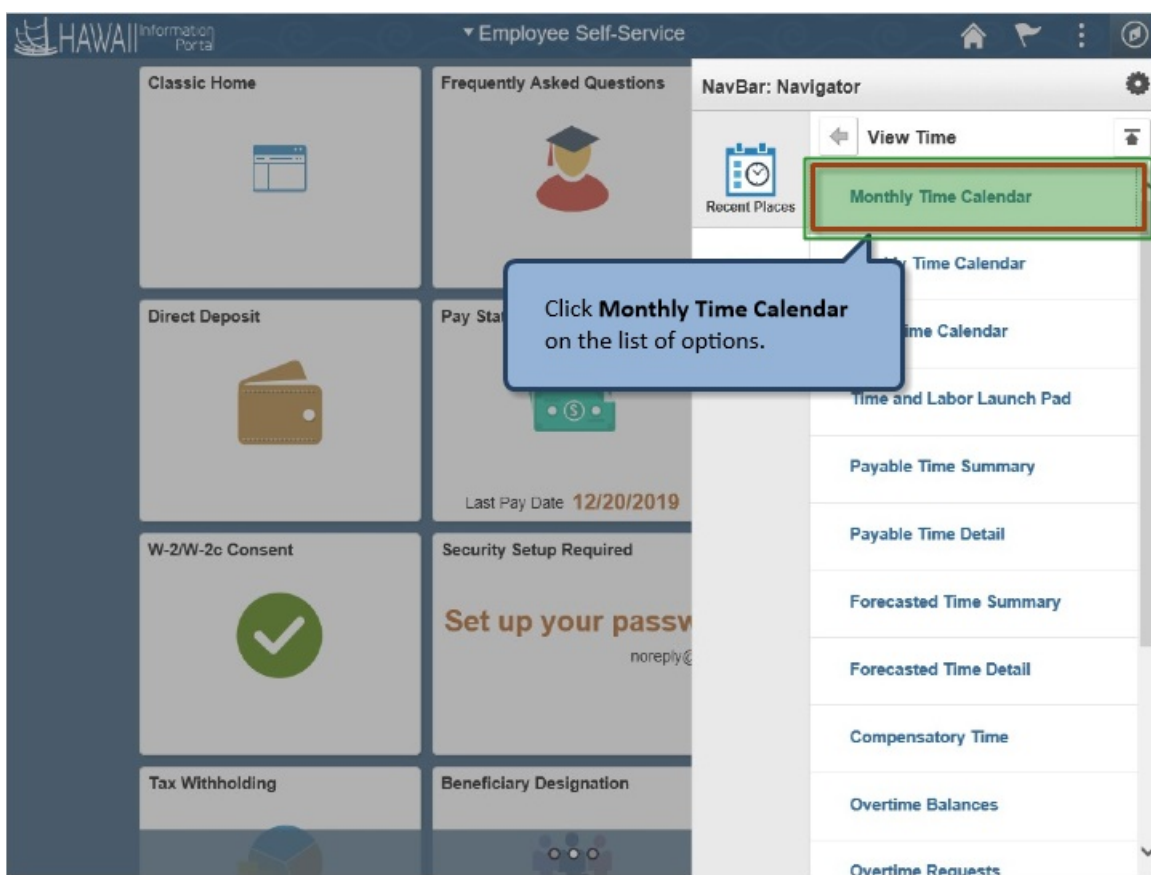 HAWAII Information Portal
Employee Self-Service
Classic Home
Frequently Asked Questions
NavBar: Navigator
View Time
Recent Places
Monthly Time Calendar
Time Calendar
Click Monthly Time Calendar
on the list of options.
Direct Deposit
Pay Stat
ime Calendar
Time and Labor Launch Pad
Payable Time Summary
Last Pay Date 12/20/2019
Payable Time Detail
W-2/W-2c Consent
Security Setup Required
Forecasted Time Summary
Set up your passw
noreply@
Forecasted Time Detail
Compensatory Time
Tax Withholding
Beneficiary Designation
Overtime Balances
Overtime Requests